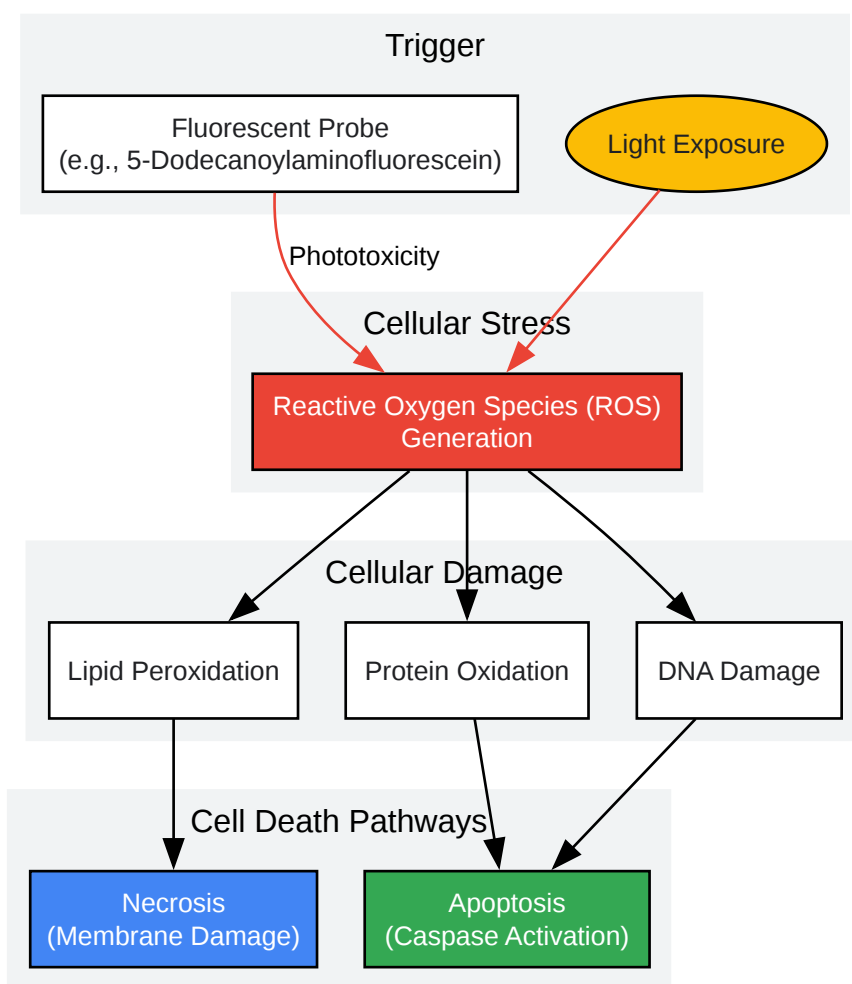 Trigger
Fluorescent Probe
(e.g., 5-Dodecanoylaminofluorescein)
Light Exposure
Phototoxicity
Cellular Stress
Reactive Oxygen Species (ROS)
Generation
Cellular Damage
Lipid Peroxidation
Protein Oxidation
DNA Damage
Cell Death Pathways
Necrosis
(Membrane Damage)
Apoptosis
(Caspase Activation)